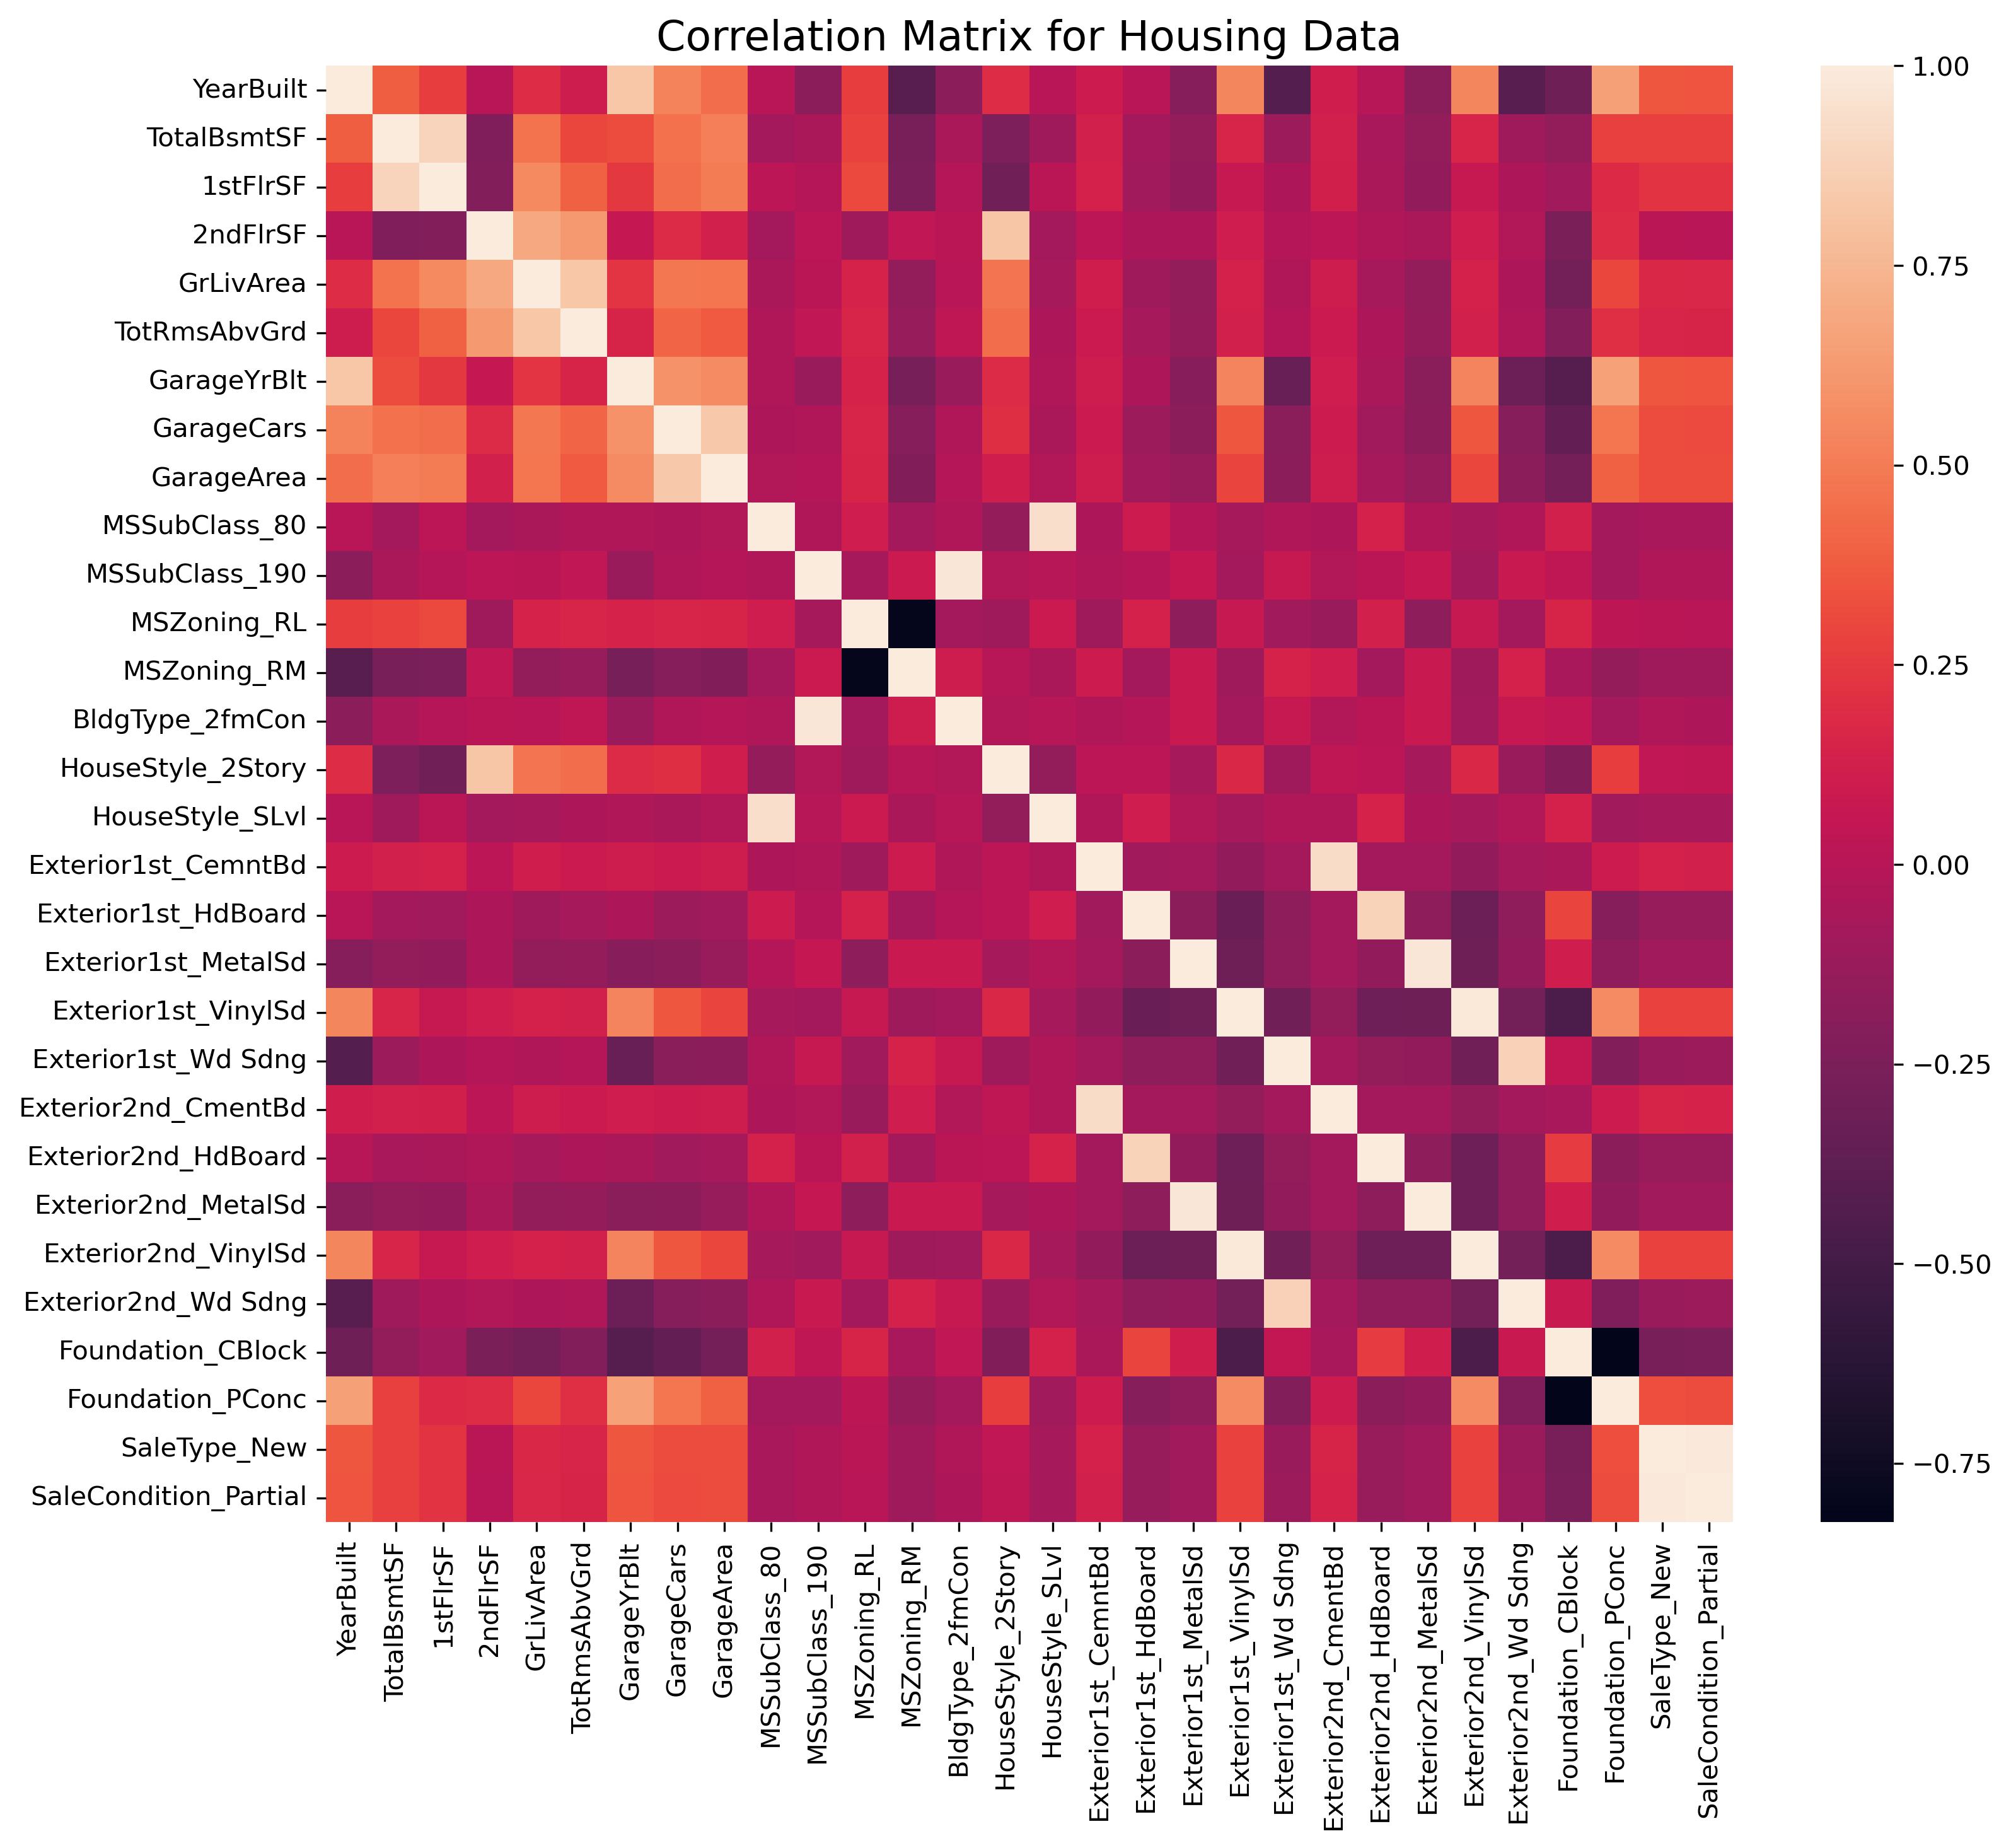 Correlation Matrix for Housing Data
YearBuilt
TotalBsmtSF
1stFlrSF
2ndFlrSF
GrLivArea
TotRmsAbvGrd
GarageYrBlt
GarageCars
GarageArea
MSSubClass_80
MSSubClass_190
MSZoning_RL
MSZoning_RM
BldgType_2fmCon
HouseStyle_2Story
HouseStyle_SLvl
Exterior1st_CemntBd
Exterior1st_HdBoard
Exterior1st_MetalSd
Exterior1st_VinylSd
Exterior1st_Wd Sdng
Exterior2nd_CmentBd
Exterior2nd_HdBoard
Exterior2nd_MetalSd
Exterior2nd_VinylSd
Exterior2nd_Wd Sdng
Foundation_CBlock
Foundation_PConc
SaleType_New
SaleCondition_Partial
YearBuilt
TotalBsmtSF
1stFlrSF
2ndFlrSF
GrLivArea
TotRmsAbvGrd
GarageYrBlt
GarageCars
GarageArea
MSSubClass_80
MSSubClass_190
MSZoning_RL
MSZoning_RM
BldgType_2fmCon
HouseStyle_2Story
HouseStyle_SLvl
Exterior1st_CemntBd
Exterior1st_HdBoard
Exterior1st_MetalSd
Exterior1st_VinylSd
Exterior1st_Wd Sdng
Exterior2nd_CmentBd
Exterior2nd_HdBoard
Exterior2nd_MetalSd
Exterior2nd_VinylSd
Exterior2nd_Wd Sdng
Foundation_CBlock
Foundation_PConc
SaleType_New
SaleCondition_Partial
1.00
0.75
0.50
0.25
0.00
−0.25
−0.50
−0.75